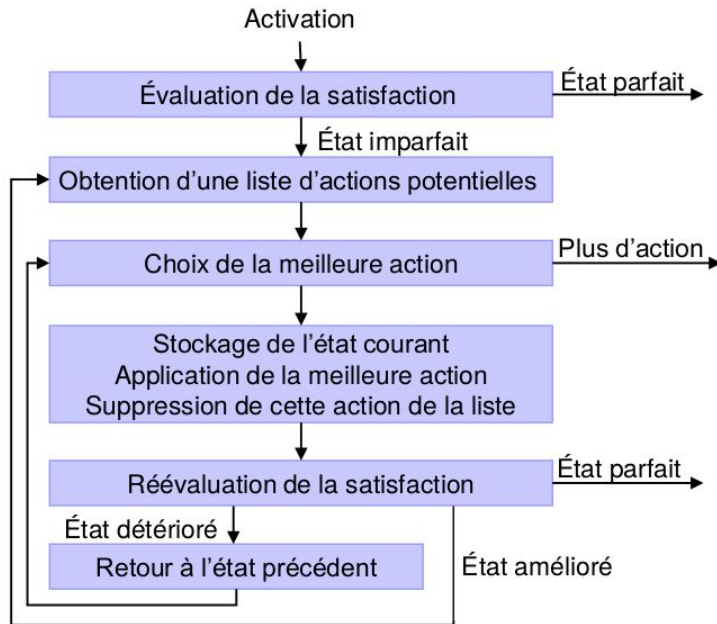 Activation
Évaluation de la satisfaction
État parfait
État imparfait
Obtention d'une liste d'actions potentielles
Choix de la meilleure action
Plus d'action
Stockage de l'état courant
Application de la meilleure action
Suppression de cette action de la liste
Réévaluation de la satisfaction
État parfait
État détérioré
État amélioré
Retour à l'état précédent